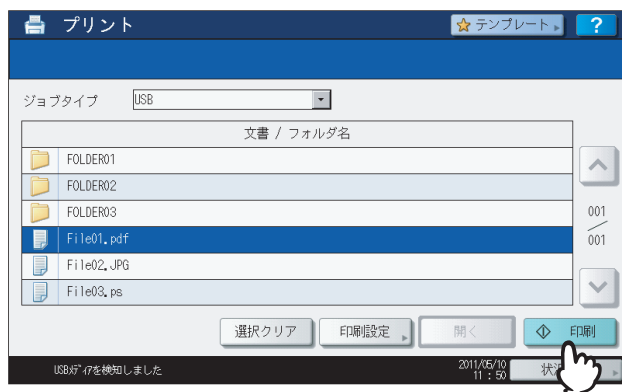 プリント
テンプレート
?
ジョブタイプ USB
文書 / フォルダ名
FOLDER01
FOLDER02
FOLDER03
001
File01.pdf
001
File02.JPG
File03.ps
選択クリア 印刷設定 開く 印刷
USBﾒﾃﾞｨｱを検知しました
2011/05/10
11 : 50